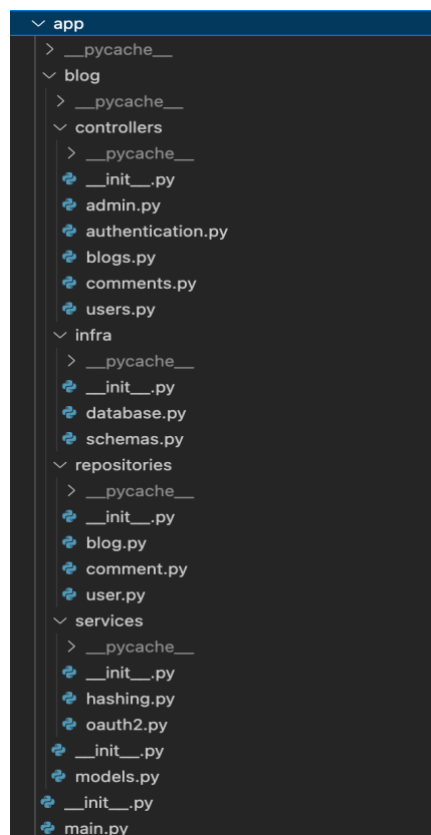 app
__pycache__
blog
__pycache__
controllers
__pycache__
__init__.py
admin.py
authentication.py
blogs.py
comments.py
users.py
infra
__pycache__
__init__.py
database.py
schemas.py
repositories
__pycache__
__init__.py
blog.py
comment.py
user.py
services
__pycache__
__init__.py
hashing.py
oauth2.py
__init__.py
models.py
__init__.py
main.py